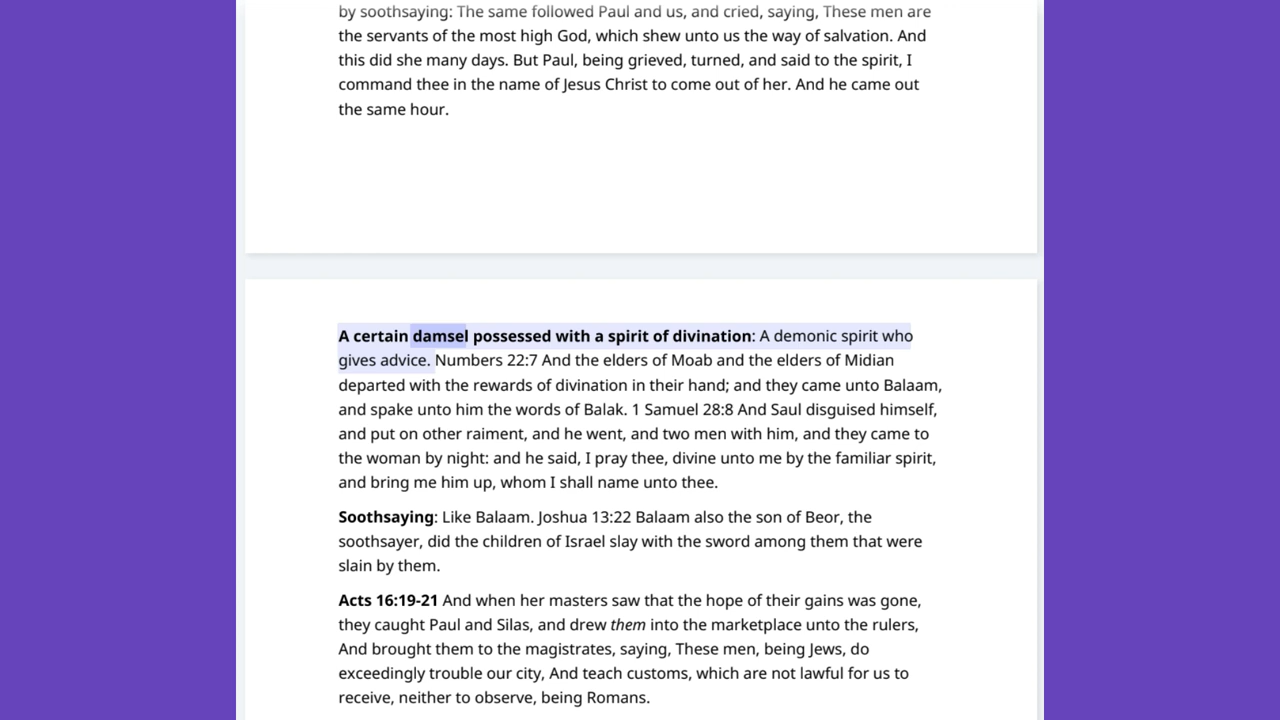 by soothsaying: The same followed Paul and us, and cried, saying, These men are
the servants of the most high God, which shew unto us the way of salvation. And
this did she many days. But Paul, being grieved, turned, and said to the spirit, I
command thee in the name of Jesus Christ to come out of her. And he came out
the same hour.
A certain damsel possessed with a spirit of divination: A demonic spirit who
gives advice. Numbers 22:7 And the elders of Moab and the elders of Midian
departed with the rewards of divination in their hand; and they came unto Balaam,
and spake unto him the words of Balak. 1 Samuel 28:8 And Saul disguised himself,
and put on other raiment, and he went, and two men with him, and they came to
the woman by night: and he said, I pray thee, divine unto me by the familiar spirit,
and bring me him up, whom I shall name unto thee.
Soothsaying: Like Balaam. Joshua 13:22 Balaam also the son of Beor, the
soothsayer, did the children of Israel slay with the sword among them that were
slain by them.
Acts 16:19-21 And when her masters saw that the hope of their gains was gone,
they caught Paul and Silas, and drew them into the marketplace unto the rulers,
And brought them to the magistrates, saying, These men, being Jews, do
exceedingly trouble our city, And teach customs, which are not lawful for us to
receive, neither to observe, being Romans.